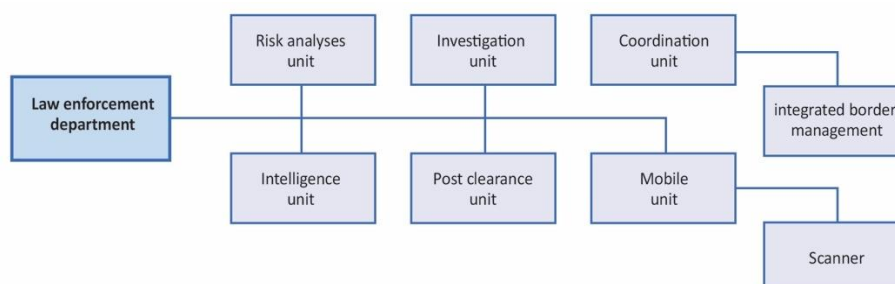 Risk analyses
unit
Investigation
unit
Coordination
unit
Law enforcement
department
integrated border
management
Intelligence
unit
Post clearance
unit
Mobile
unit
Scanner